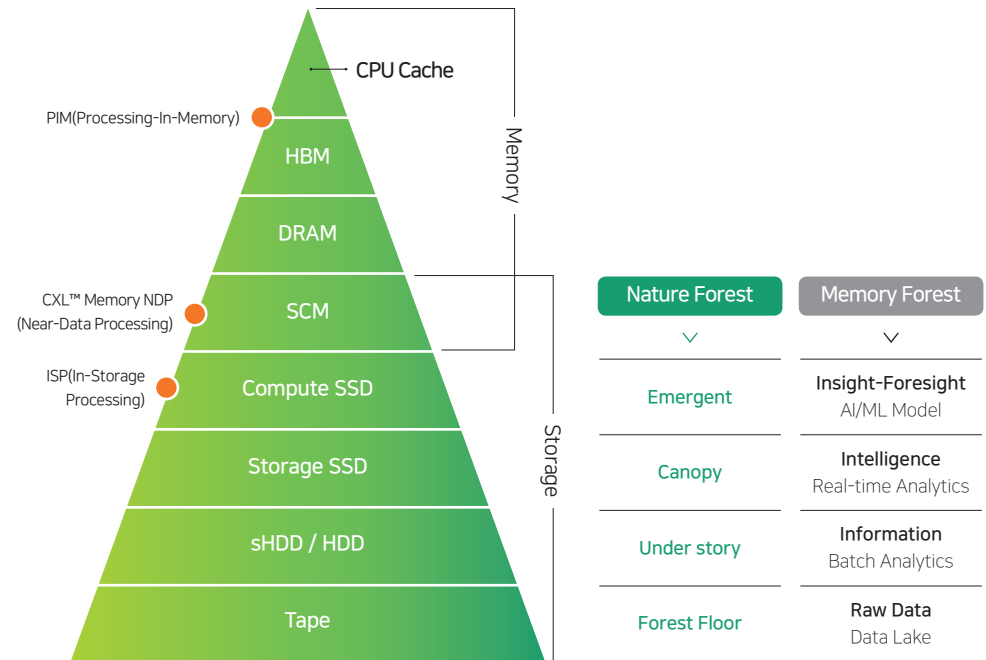 CPU Cache
PIM(Processing-In-Memory)
HBM
Memory
DRAM
CXL™ Memory NDP
(Near-Data Processing)
SCM
ISP(In-Storage
Processing)
Compute SSD
Storage
Storage SSD
sHDD / HDD
Tape
Nature Forest
Memory Forest
Emergent
Insight-Foresight
AI/ML Model
Canopy
Intelligence
Real-time Analytics
Under story
Information
Batch Analytics
Forest Floor
Raw Data
Data Lake